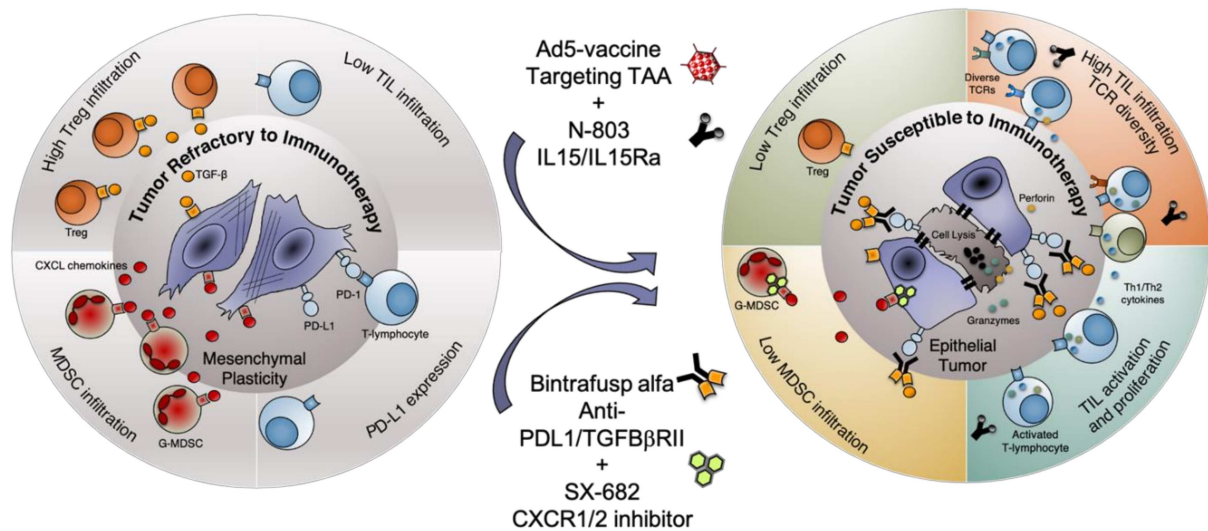 High Treg infiltration
Low TIL infiltration
Tumor Refractory to Immunotherapy
TGF-β
Treg
CXCL chemokines
PD-1
PD-L1
T-lymphocyte
Mesenchymal
Plasticity
MDSC infiltration
G-MDSC
PD-L1 expression
Ad5-vaccine
Targeting TAA
+
N-803
IL15/IL15Ra
Bintrafusp alfa
Anti-
PDL1/TGFBβRII
+
SX-682
CXCR1/2 inhibitor
Low Treg infiltration
Diverse
TCRs
High TIL infiltration
TCR diversity
Tumor Susceptible to Immunotherapy
Treg
Perforin
Cell Lysis
G-MDSC
Granzymes
Th1/Th2
cytokines
Epithelial
Tumor
Low MDSC infiltration
Activated
T-lymphocyte
TIL activation
and proliferation